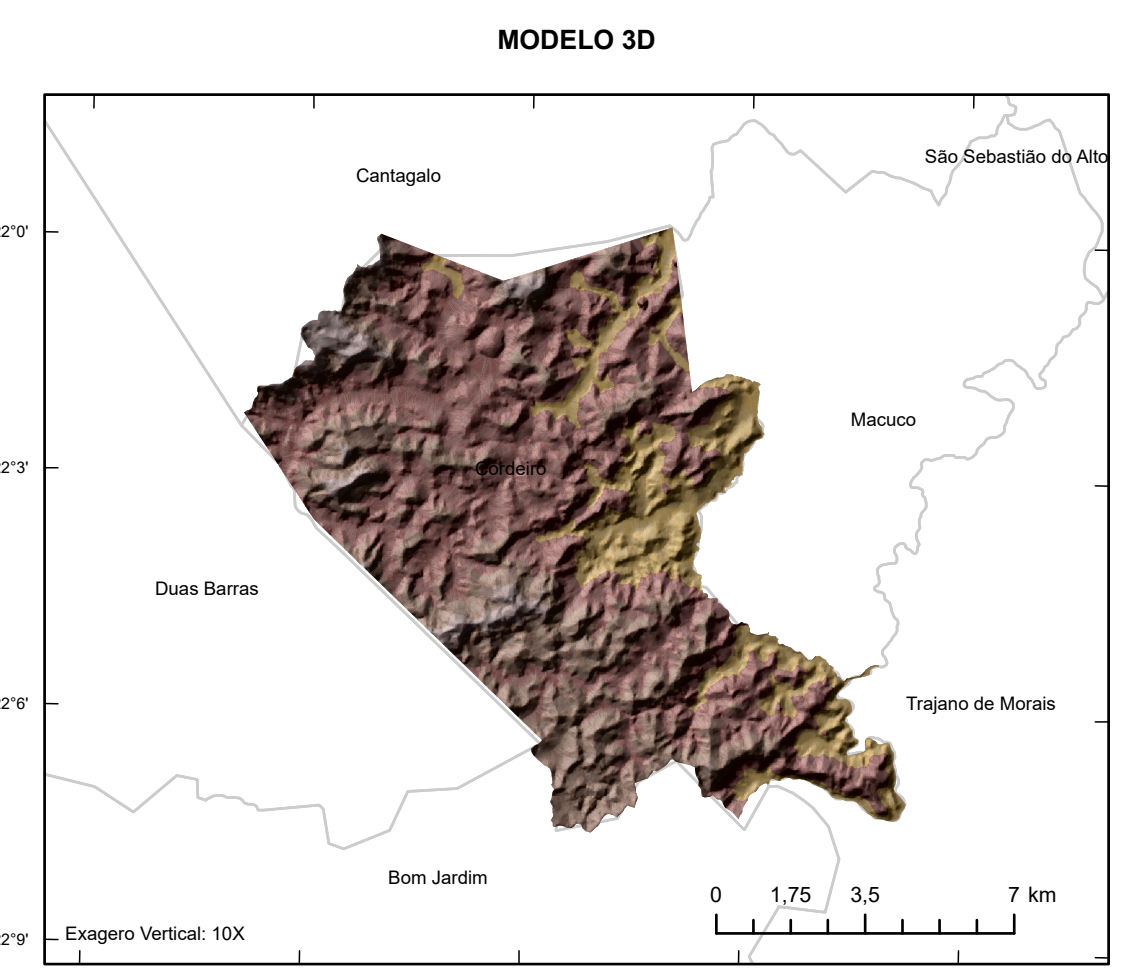 MODELO 3D
São Sebastião do Alto
Cantagalo
2°0'
Macuco
Cordeiro
2°3'
Duas Barras
2°6'
Trajano de Morais
Bom Jardim
0 1,75 3,5 7 km
Exagero Vertical: 10X
2°9'